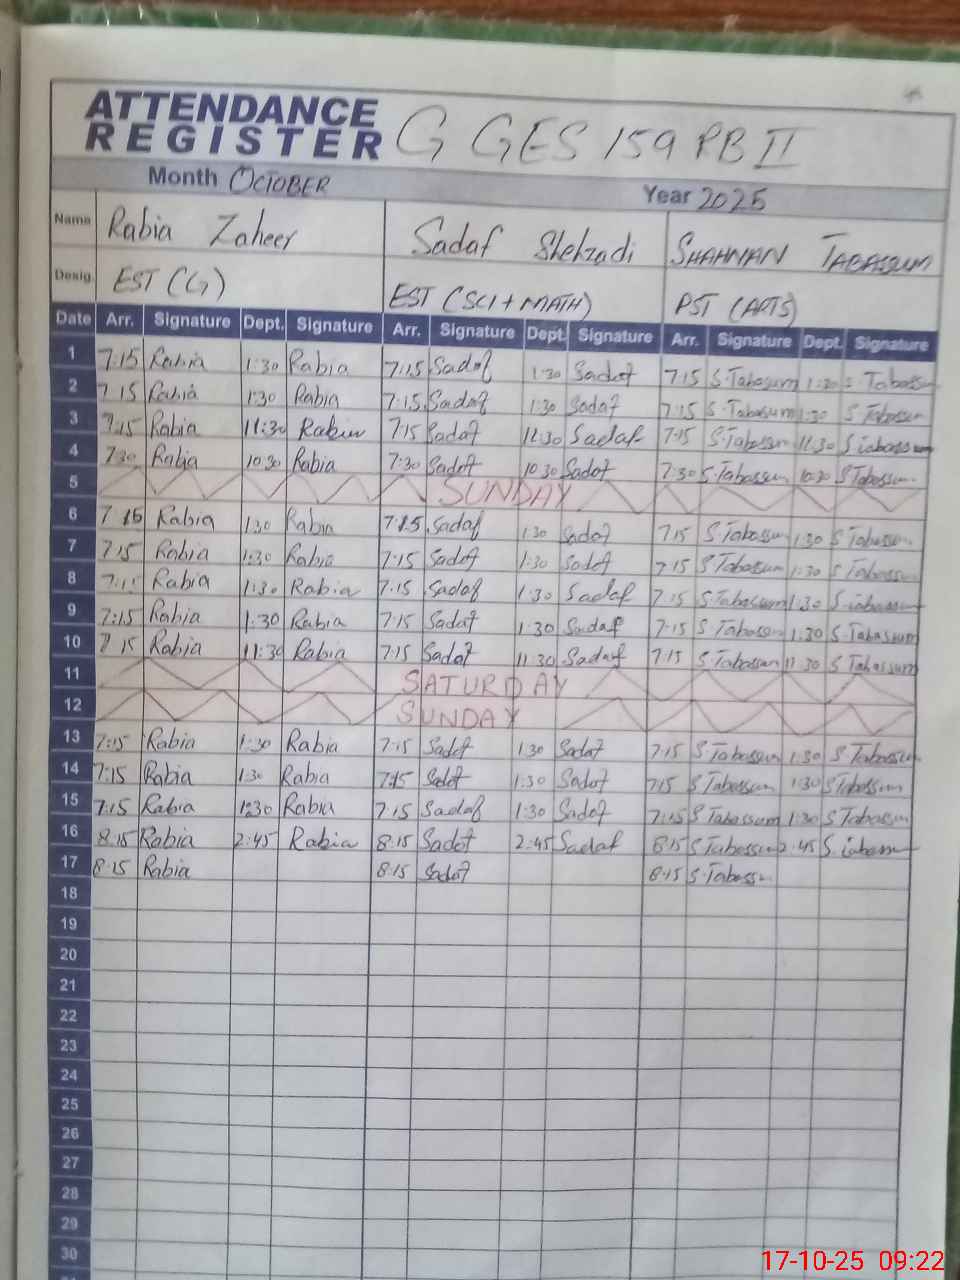 ATTENDANCE
REGISTER G GES 159 PB II
Month OCTOBER Year 2025
Name Rabia Zaheer Sadaf Shehzadi SHAHNAN TABASSUM
Desig. EST (G) EST (SCI + MATH) PST (ARTS)
Date Arr. Signature Dept. Signature Arr. Signature Dept. Signature Arr. Signature Dept. Signature
1 7:15 Rabia 1:30 Rabia 7:15 Sadaf 1:30 Sadaf 7:15 S.Tabasum 1:30 S.Tabassum
2 7 15 Rabia 1:30 Rabia 7:15 Sadaf 1:30 Sadaf 7:15 S.Tabassum 1:30 S Tabassum
3 7:15 Rabia 11:30 Rabia 7:15 Sadaf 11:30 Sadaf 7:15 S.Tabassum 11:30 S Tabassum
4 7:30 Rabia 10 30 Rabia 7:30 Sadaf 10 30 Sadaf 7:30 S.Tabassum 10:30 S Tabassum
5 SUNDAY
6 7 15 Rabia 1:30 Rabia 7:15 Sadaf 1:30 Sadaf 7:15 S.Tabassum 1:30 S Tabassum
7 7:15 Rabia 1:30 Rabia 7:15 Sadaf 1:30 Sadaf 7 15 S.Tabassum 1:30 S Tabassum
8 7:15 Rabia 1:30 Rabia 7:15 Sadaf 1:30 Sadaf 7 15 S.Tabasum 1:30 S.Tabassum
9 7:15 Rabia 1:30 Rabia 7:15 Sadaf 1:30 Sadaf 7:15 S Tabassum 1:30 S.Tabassum
10 7 15 Rabia 11:30 Rabia 7:15 Sadaf 11:30 Sadaf 7:15 S Tabassum 11 30 S Tabassum
11 SATURDAY
12 SUNDAY
13 7:15 Rabia 1:30 Rabia 7:15 Sadaf 1:30 Sadaf 7:15 S Tabassum 1:30 S Tabassum
14 7:15 Rabia 1:30 Rabia 7:15 Sadaf 1:30 Sadaf 7:15 S Tabassum 1:30 S Tabassum
15 7:15 Rabia 1:30 Rabia 7:15 Sadaf 1:30 Sadaf 7:15 S Tabassum 1:30 S Tabassum
16 8:15 Rabia 2:45 Rabia 8:15 Sadaf 2:45 Sadaf 8:15 S Tabassum 2:45 S.Tabassum
17 8:15 Rabia 8:15 Sadaf 8:15 S.Tabassum
18
19
20
21
22
23
24
25
26
27
28
29
30
17-10-25 09:22